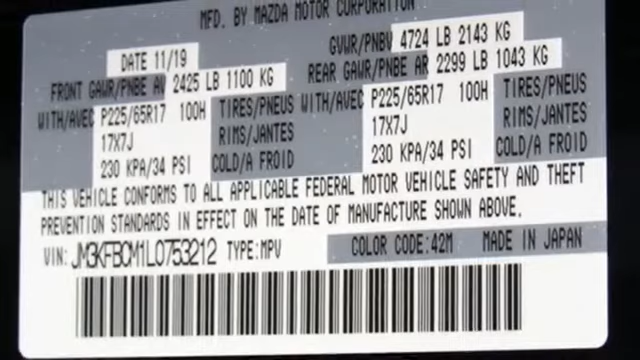 MFD. BY MAZDA MOTOR CORPORATION
DATE 11/19 GVWR/PNBV 4724 LB 2143 KG
FRONT GAWR/PNBE AV 2425 LB 1100 KG REAR GAWR/PNBE AR 2299 LB 1043 KG
WITH/AVEC P225/65R17 100H TIRES/PNEUS WITH/AVEC P225/65R17 100H TIRES/PNEUS
17X7J RIMS/JANTES 17X7J RIMS/JANTES
230 KPA/34 PSI COLD/A FROID 230 KPA/34 PSI COLD/A FROID
THIS VEHICLE CONFORMS TO ALL APPLICABLE FEDERAL MOTOR VEHICLE SAFETY AND THEFT
PREVENTION STANDARDS IN EFFECT ON THE DATE OF MANUFACTURE SHOWN ABOVE.
VIN: JM3KFBCM1L0753212 TYPE:MPV COLOR CODE:42M MADE IN JAPAN